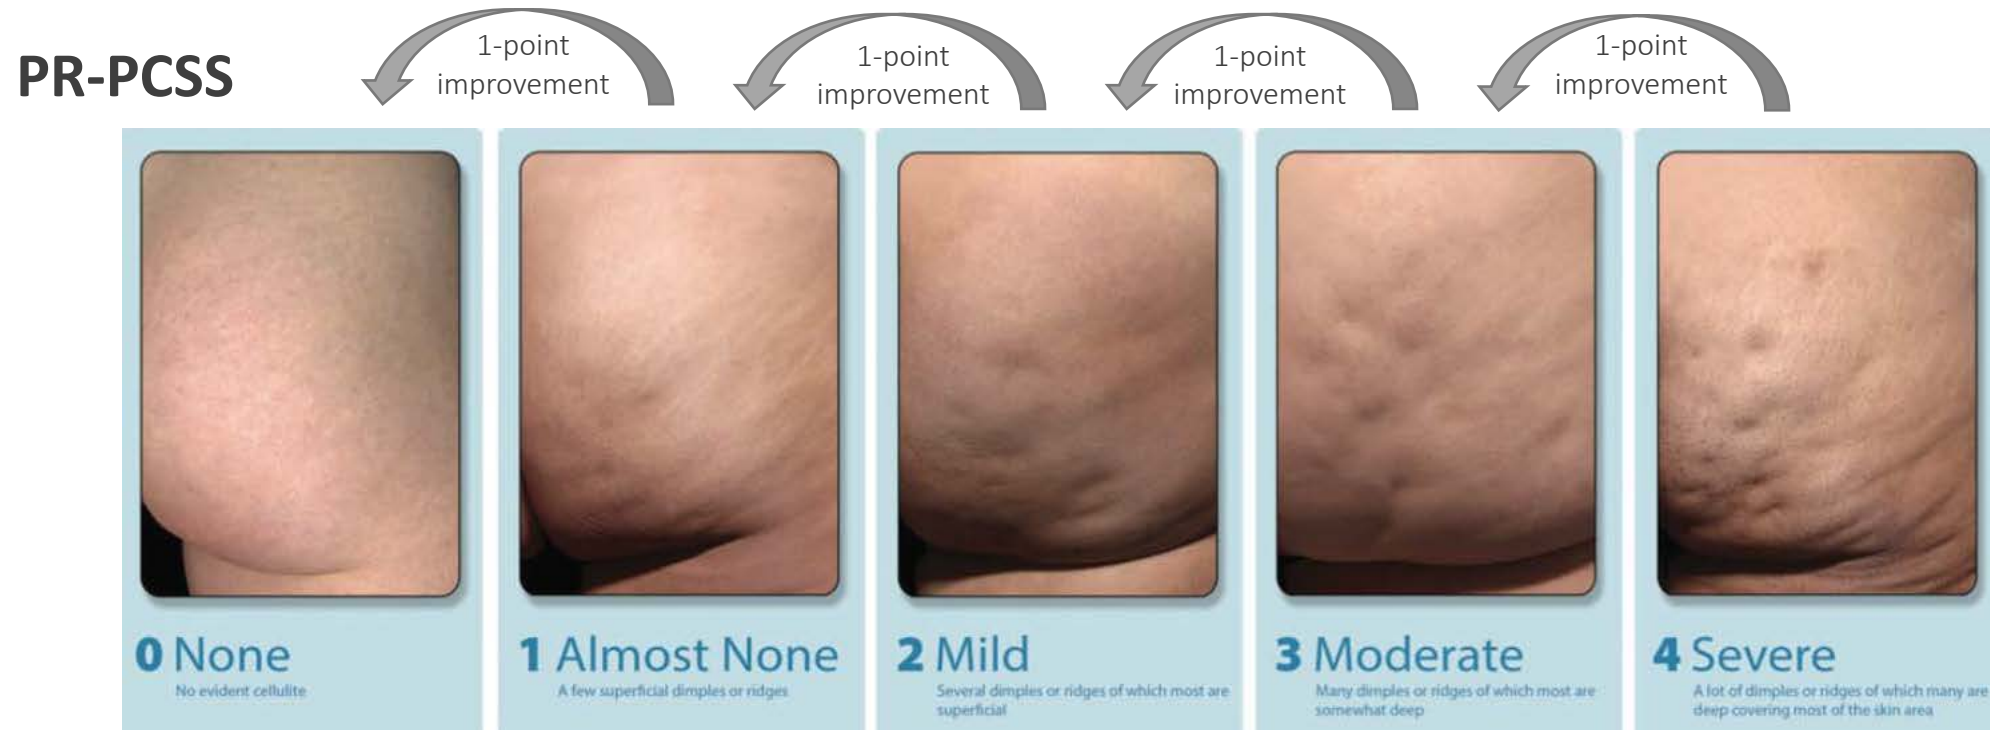 PR-PCSS
1-point
improvement
1-point
improvement
1-point
improvement
1-point
improvement
0 None
No evident cellulite
1 Almost None
A few superficial dimples or ridges
2 Mild
Several dimples or ridges of which most are
superficial
3 Moderate
Many dimples or ridges of which most are
somewhat deep
4 Severe
A lot of dimples or ridges of which many are
deep covering most of the skin area